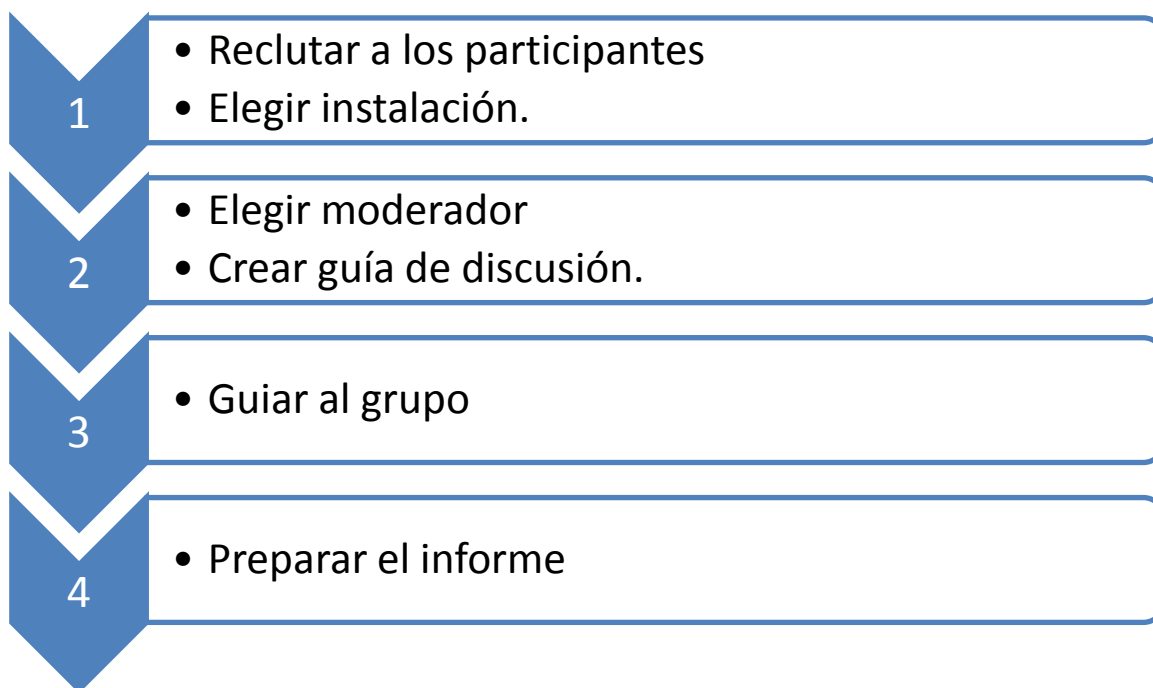 1
• Reclutar a los participantes
• Elegir instalación.
2
• Elegir moderador
• Crear guía de discusión.
3
• Guiar al grupo
4
• Preparar el informe